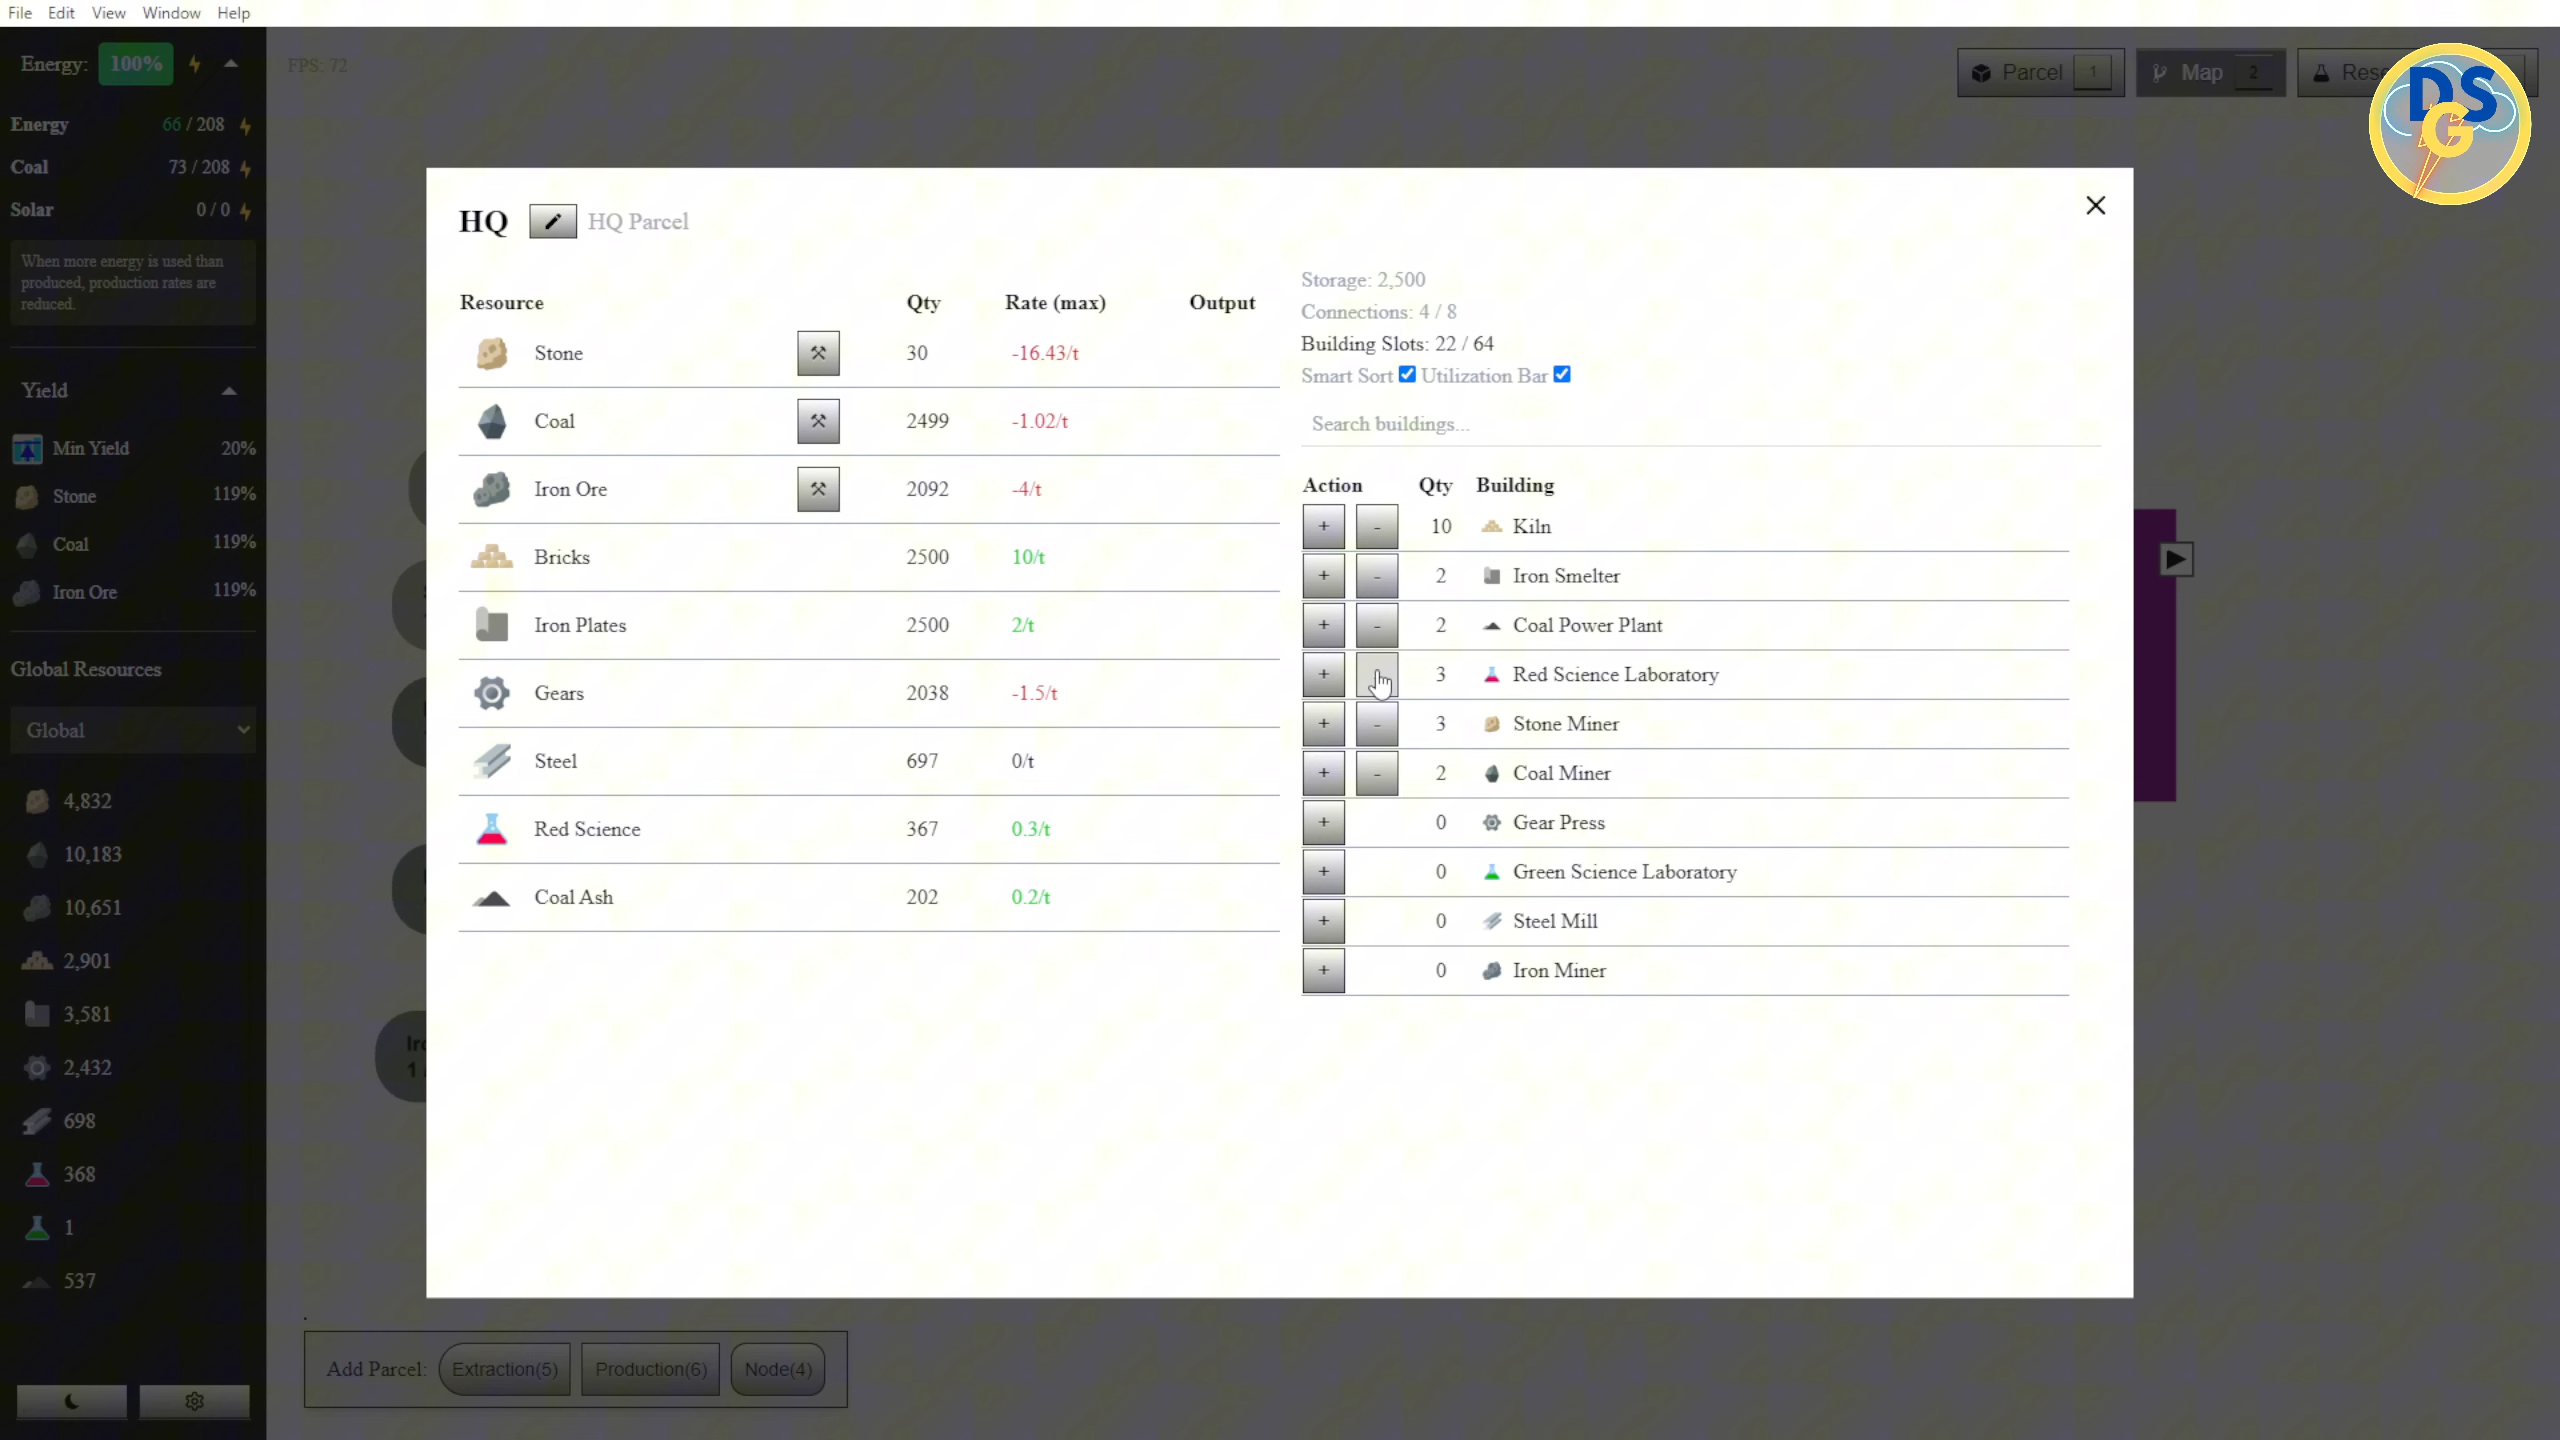 File Edit View Window Help
Energy: 100%
FPS: 72
Parcel 1
Map 2
DSG
Energy 66 / 208
Coal 73 / 208
Solar 0 / 0
When more energy is used than
produced, production rates are
reduced.
Yield
Min Yield 20%
Stone 119%
Coal 119%
Iron Ore 119%
Global Resources
Global
4,832
10,183
10,651
2,901
3,581
2,432
698
368
1
537
HQ HQ Parcel
Resource Qty Rate (max) Output
Stone 30 -16.43/t
Coal 2499 -1.02/t
Iron Ore 2092 -4/t
Bricks 2500 10/t
Iron Plates 2500 2/t
Gears 2038 -1.5/t
Steel 697 0/t
Red Science 367 0.3/t
Coal Ash 202 0.2/t
Storage: 2,500
Connections: 4 / 8
Building Slots: 22 / 64
Smart Sort Utilization Bar
Search buildings...
Action Qty Building
+ - 10 Kiln
+ - 2 Iron Smelter
+ - 2 Coal Power Plant
+ 3 Red Science Laboratory
+ - 3 Stone Miner
+ - 2 Coal Miner
+ 0 Gear Press
+ 0 Green Science Laboratory
+ 0 Steel Mill
+ 0 Iron Miner
1
Add Parcel: Extraction(5) Production(6) Node(4)